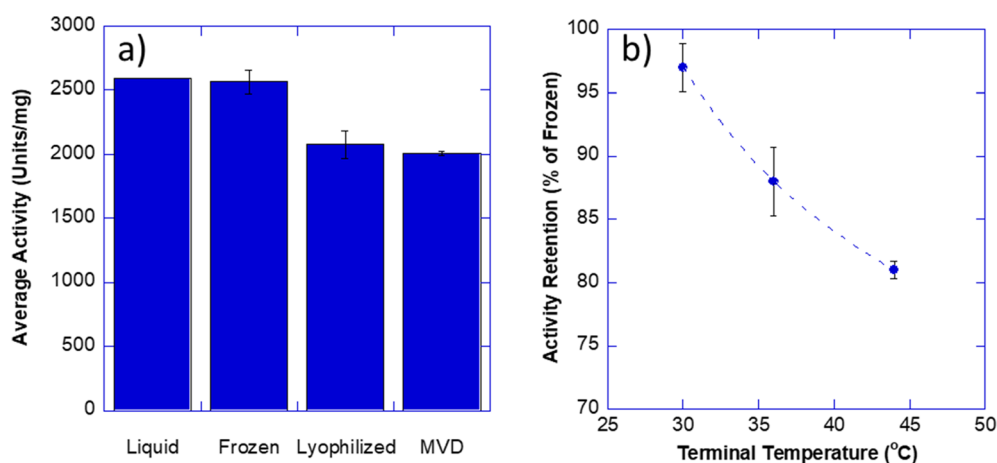 a)
Average Activity (Units/mg)
3000
2500
2000
1500
1000
500
0
Liquid Frozen Lyophilized MVD
b)
Activity Retention (% of Frozen)
100
95
90
85
80
75
70
25 30 35 40 45 50
Terminal Temperature (°C)